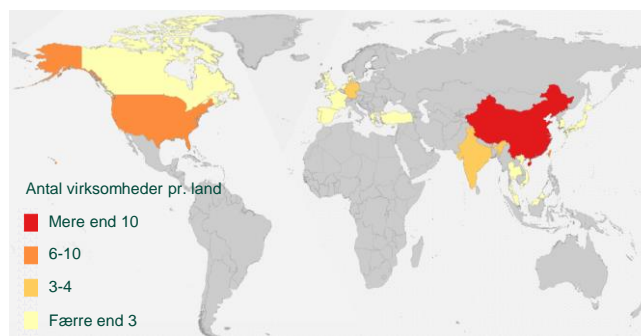 Antal virksomheder pr. land
Mere end 10
6-10
3-4
Færre end 3